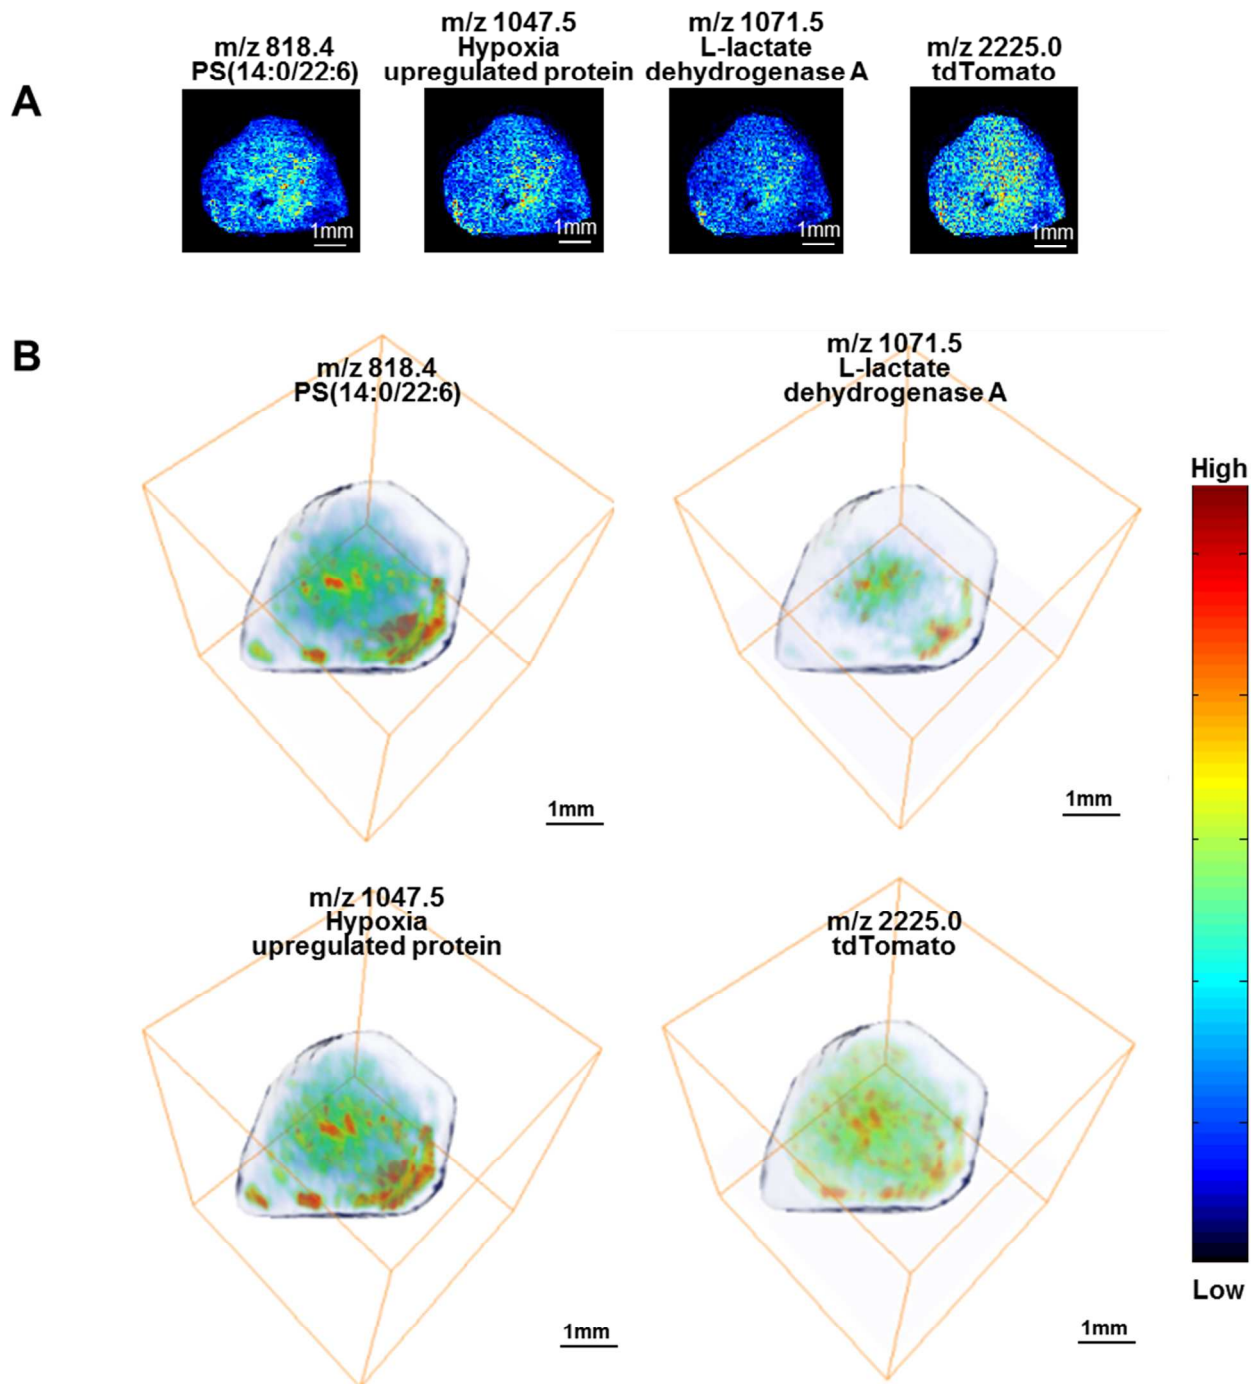 A
m/z 818.4
PS(14:0/22:6)
m/z 1047.5
Hypoxia
upregulated protein
m/z 1071.5
L-lactate
dehydrogenase A
m/z 2225.0
tdTomato
1mm
1mm
1mm
1mm
B
m/z 818.4
PS(14:0/22:6)
1mm
m/z 1071.5
L-lactate
dehydrogenase A
1mm
m/z 1047.5
Hypoxia
upregulated protein
1mm
m/z 2225.0
tdTomato
1mm
High
Low